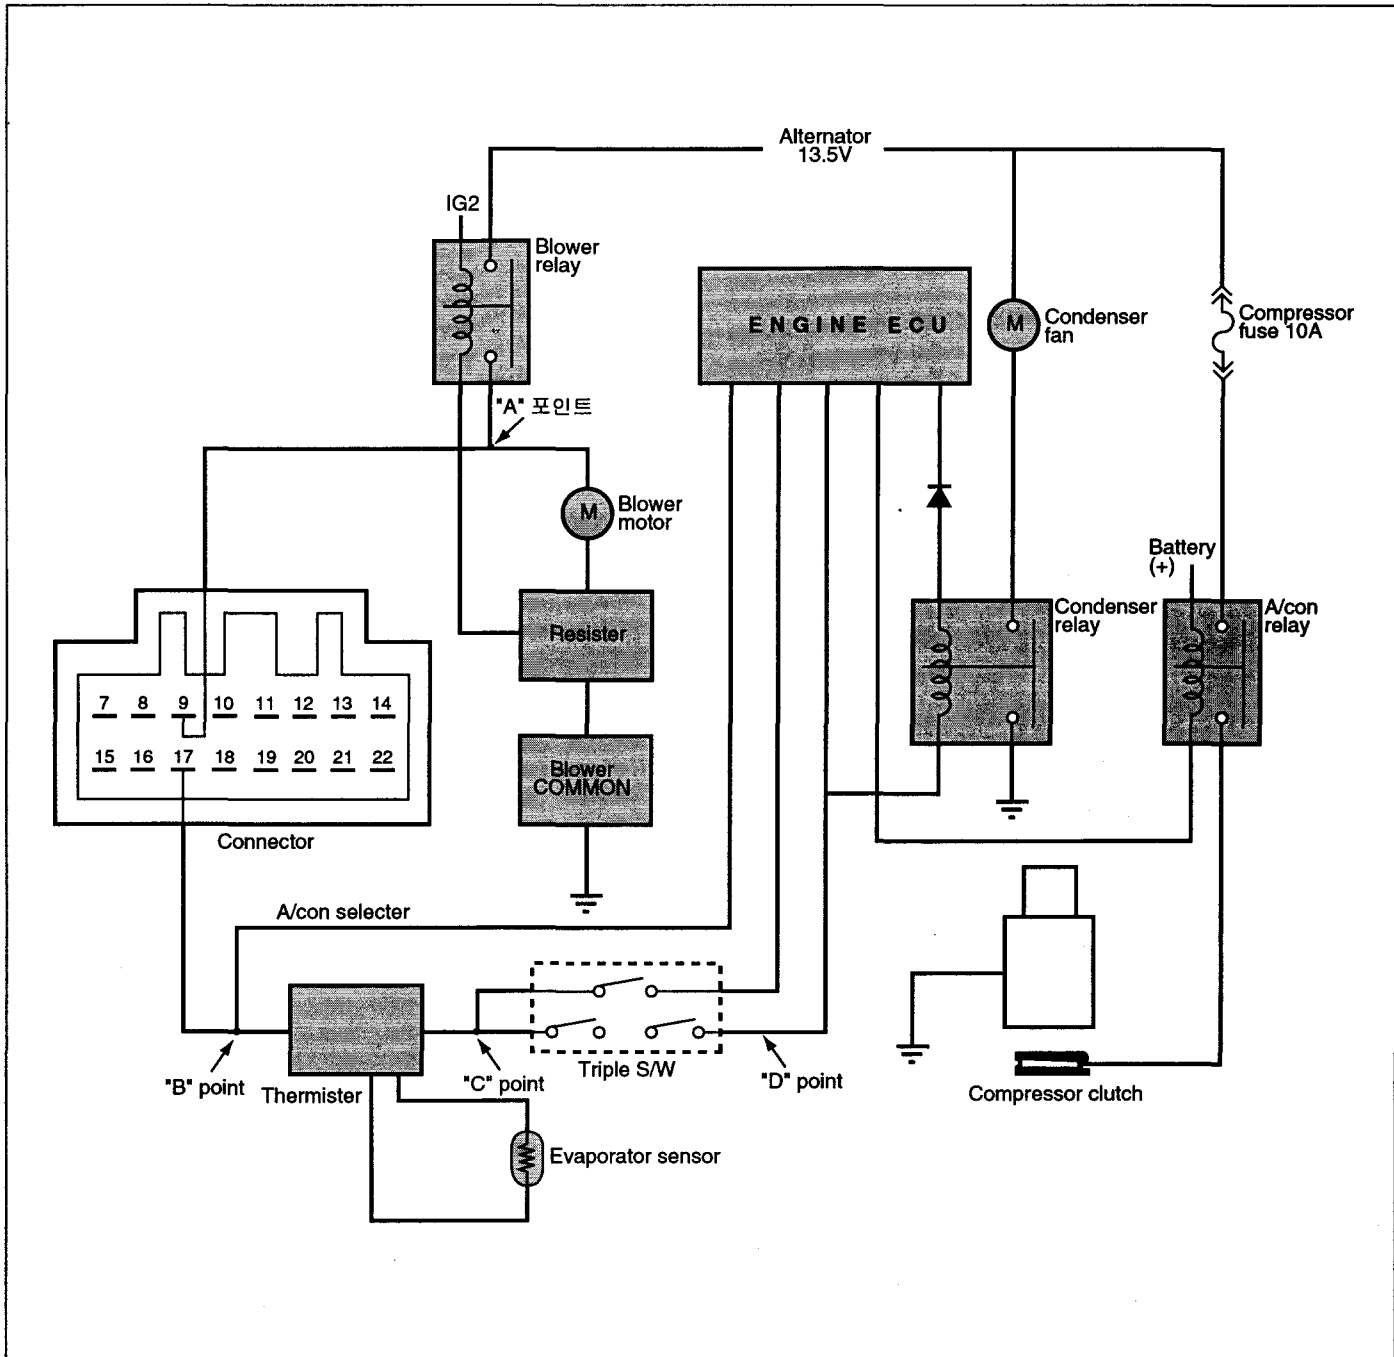 Alternator
13.5V
IG2
Blower
relay
ENGINE ECU
Condenser
fan
Compressor
fuse 10A
"A" 포인트
Blower
motor
Battery
(+)
Resister
Condenser
relay
A/con
relay
7 8 9 10 11 12 13 14
15 16 17 18 19 20 21 22
Blower
COMMON
Connector
A/con selecter
Triple S/W
"B" point
Thermister
"C" point
"D" point
Compressor clutch
Evaporator sensor
M
M